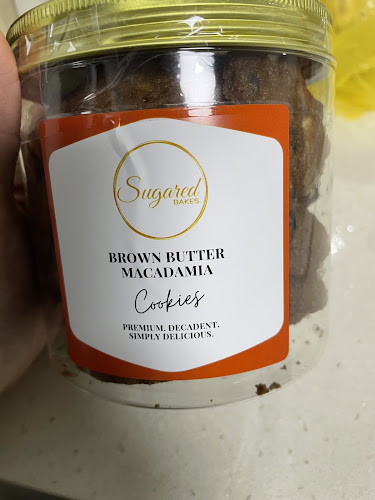 Sugared
BAKES
BROWN BUTTER
MACADAMIA
Cookies
PREMIUM. DECADENT.
SIMPLY DELICIOUS.